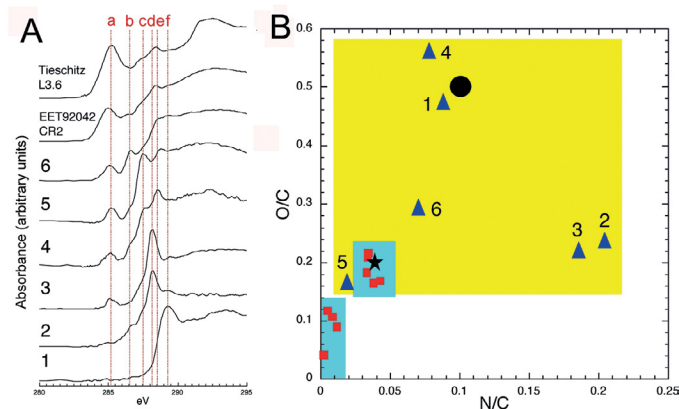 A
a b c d e f
Tieschitz
L3.6
EET92042
CR2
6
5
4
3
2
1
Absorbance (arbitrary units)
280 285 290 295
eV
B
0.6
0.5
0.4
0.3
0.2
0.1
0
O/C
4
1
6
3 2
5
0 0.05 0.1 0.15 0.2 0.25
N/C